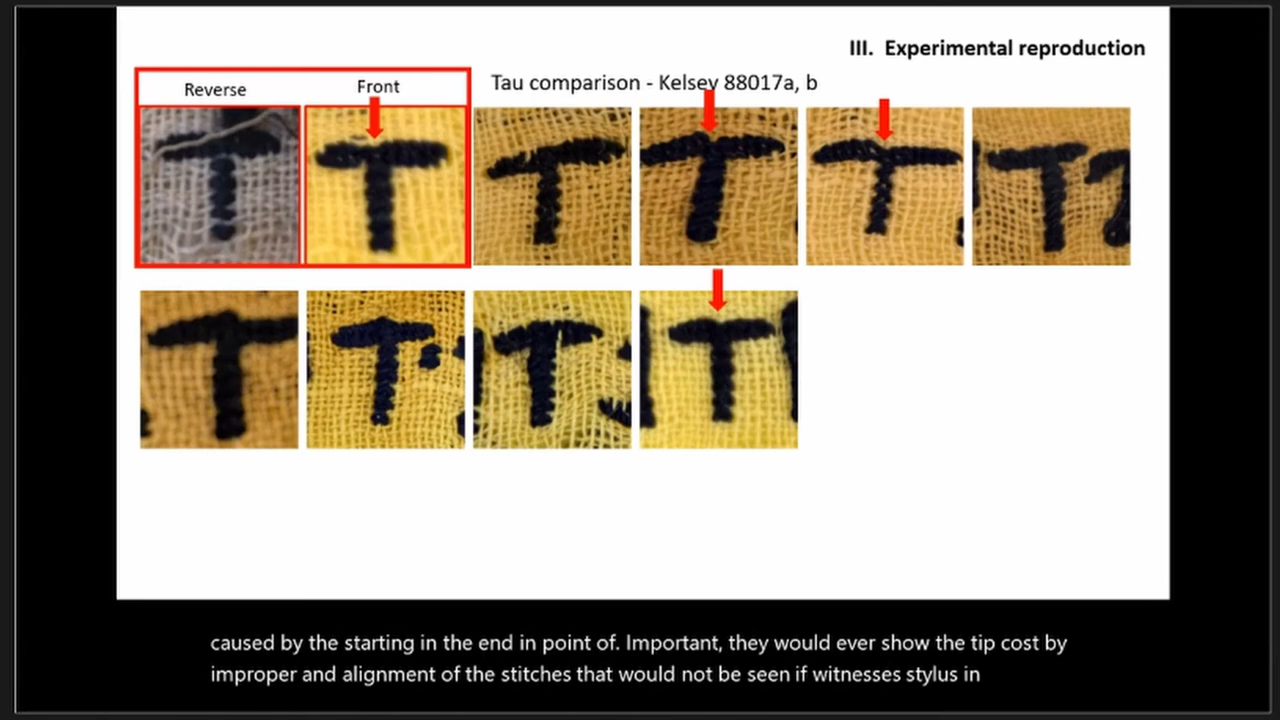 III. Experimental reproduction
Reverse
Front
Tau comparison - Kelsey 88017a, b
caused by the starting in the end in point of. Important, they would ever show the tip cost by
improper and alignment of the stitches that would not be seen if witnesses stylus in